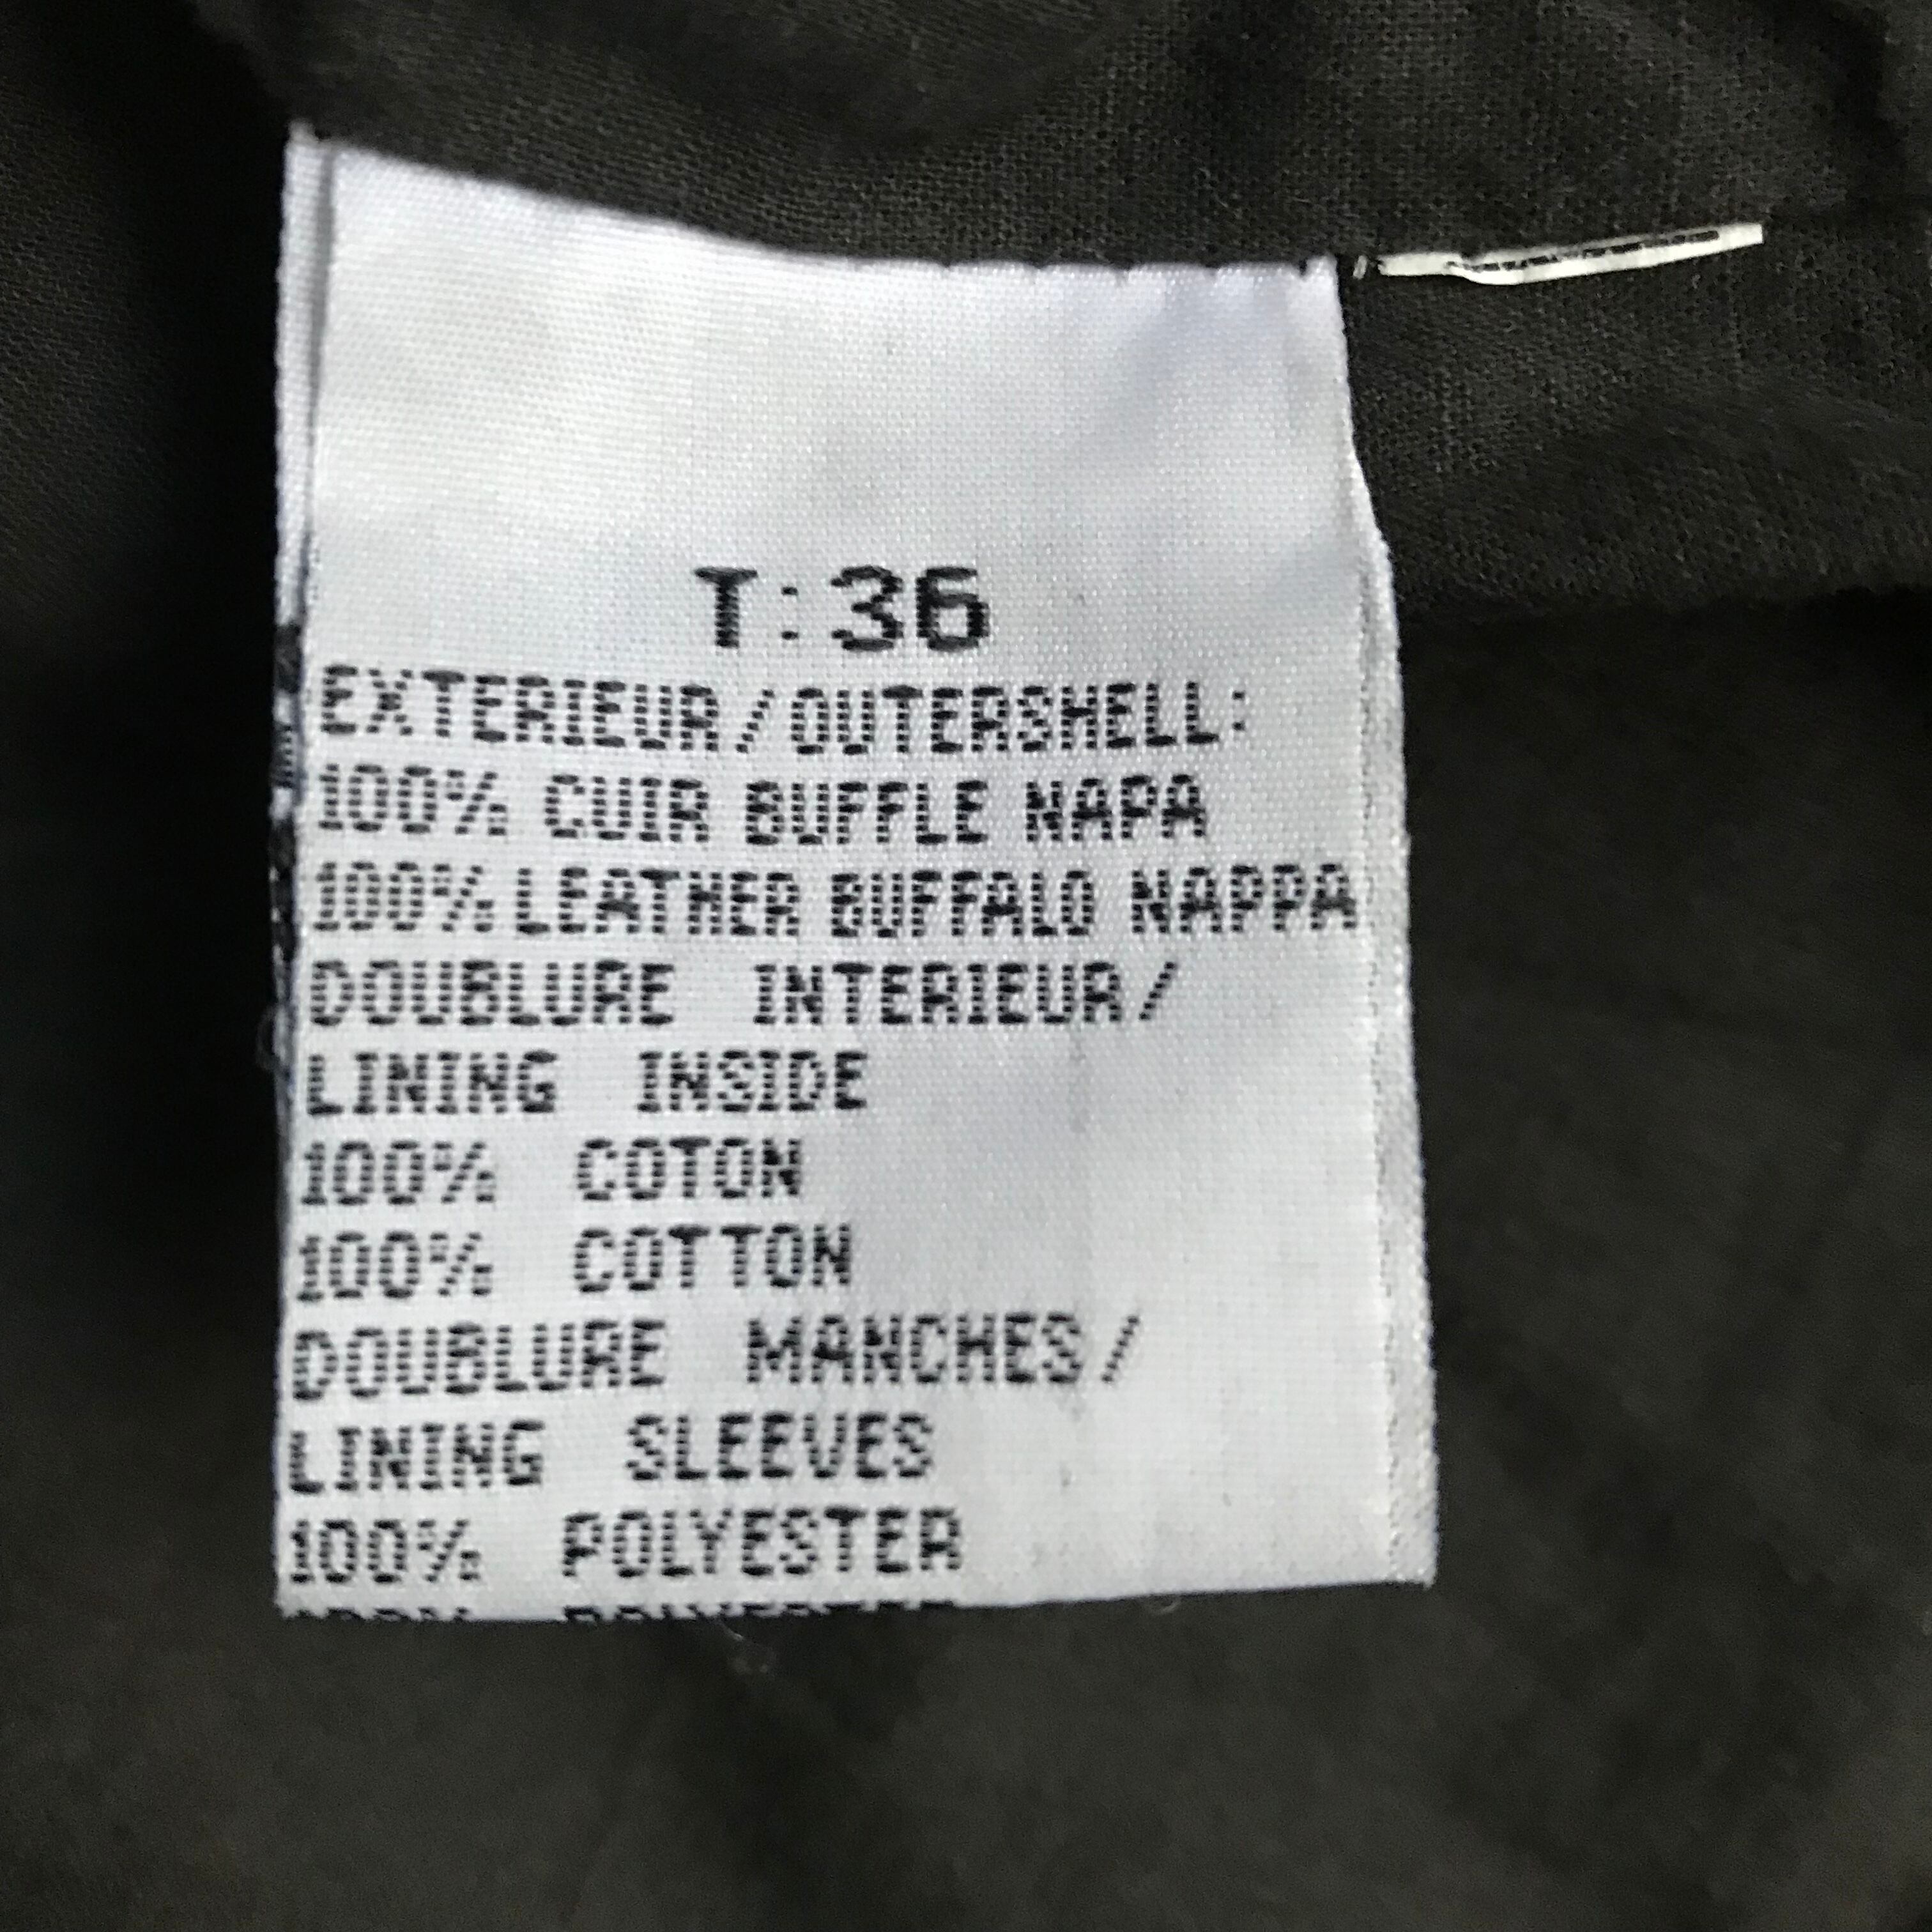 T:36
EXTERIEUR/OUTERSHELL:
100% CUIR BUFFLE NAPA
100% LEATHER BUFFALO NAPPA
DOUBLURE INTERIEUR/
LINING INSIDE
100% COTON
100% COTTON
DOUBLURE MANCHES/
LINING SLEEVES
100% POLYESTER